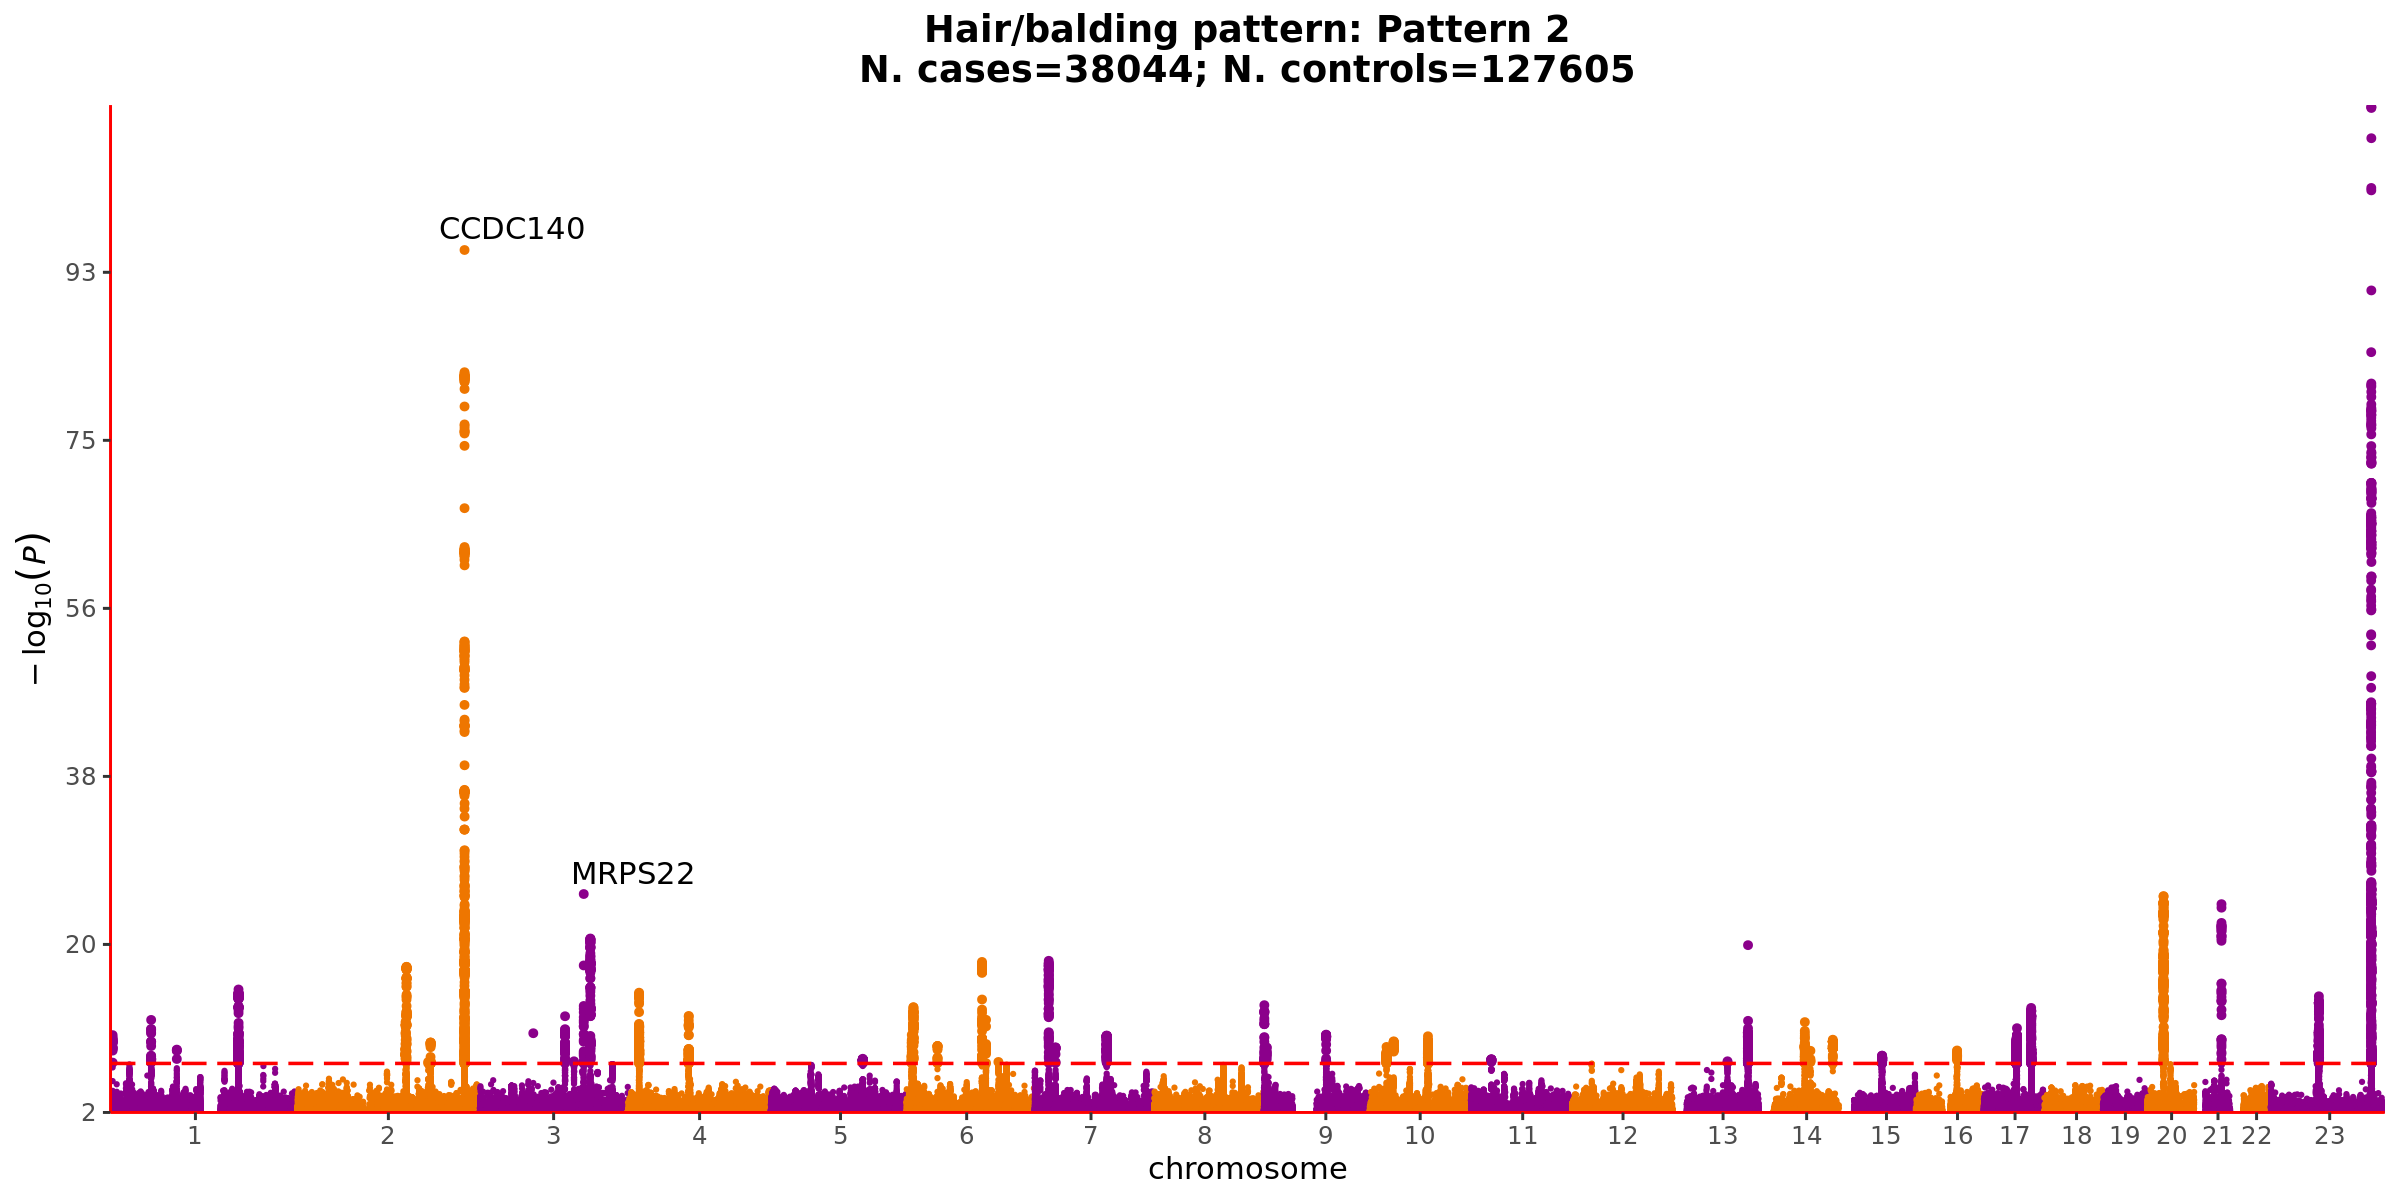 Hair/balding pattern: Pattern 2
N. cases=38044; N. controls=127605
CCDC140
93
75
−log10(P)
56
38
MRPS22
20
2
1 2 3 4 5 6 7 8 9 10 11 12 13 14 15 16 17 18 19 20 21 22 23
chromosome